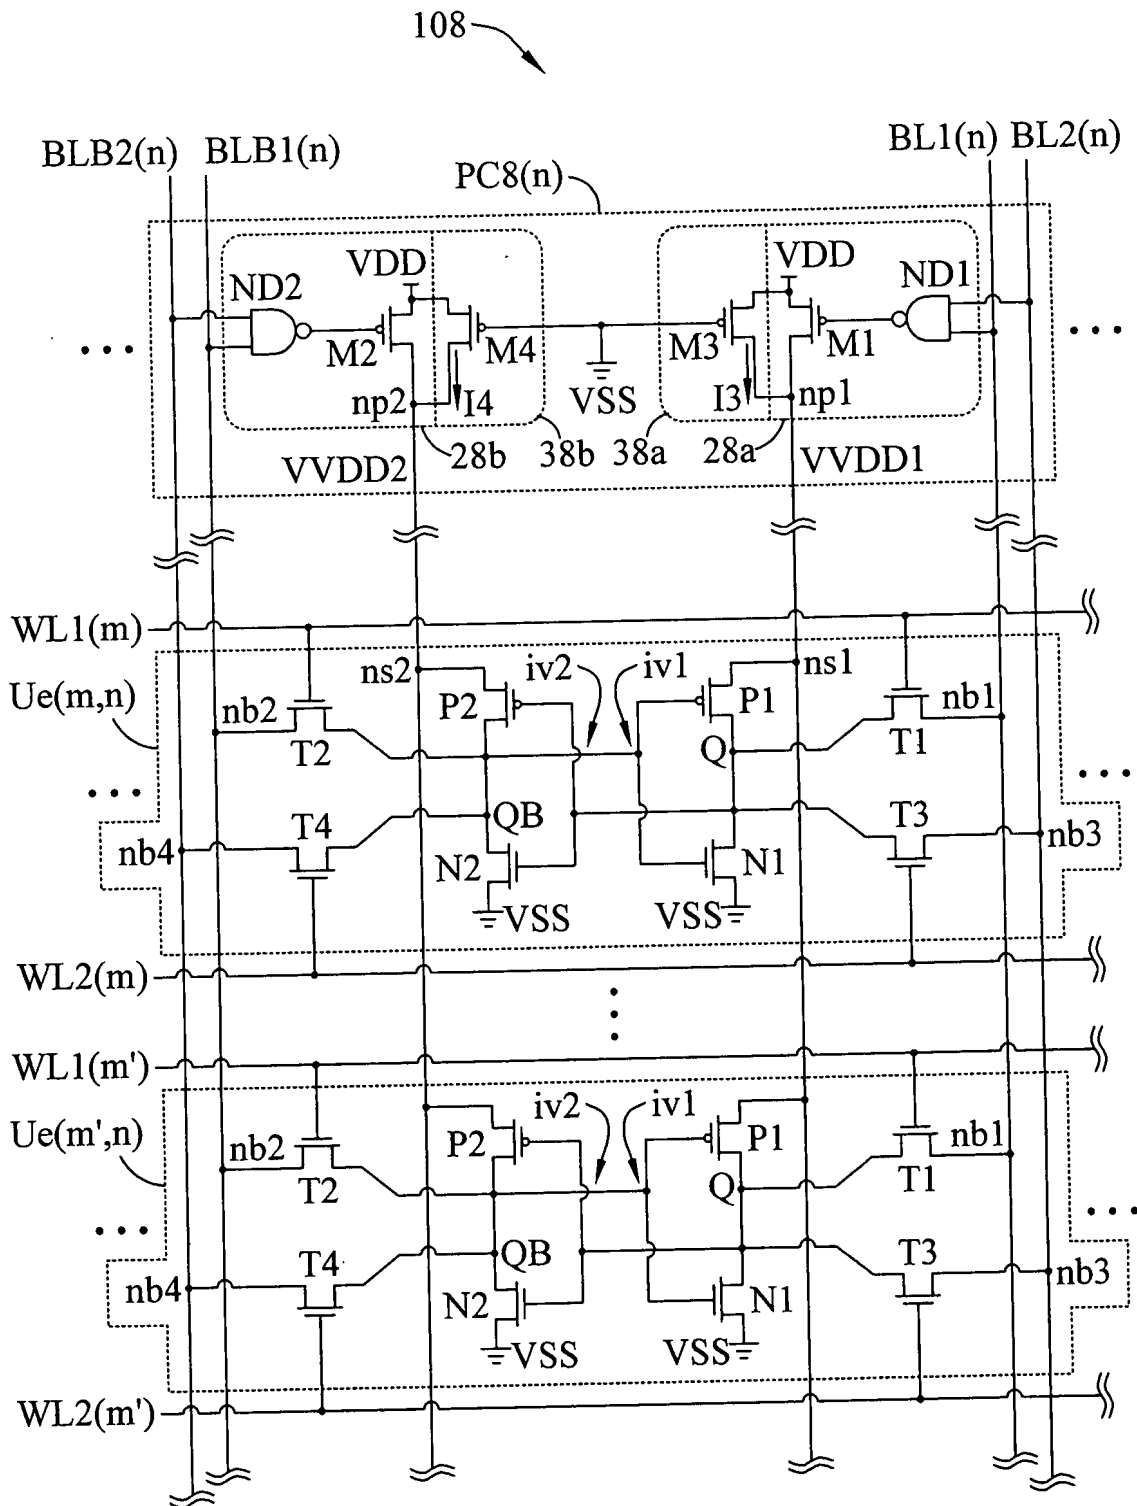 108
BLB2(n) BLB1(n) BL1(n) BL2(n)
PC8(n)
VDD VDD
ND2 ND1
M2 M4 M3 M1
VSS
np2 I4 I3 np1
28b 38b 38a 28a
VVDD2 VVDD1
WL1(m)
ns2 iv2 iv1 ns1
Ue(m,n)
nb2 P2 P1 nb1
T2 Q T1
T4 QB T3
nb4 N2 N1 nb3
VSS VSS
WL2(m)
WL1(m')
iv2 iv1
Ue(m',n)
nb2 P2 P1 nb1
T2 Q T1
T4 QB T3
nb4 N2 N1 nb3
VSS VSS
WL2(m')